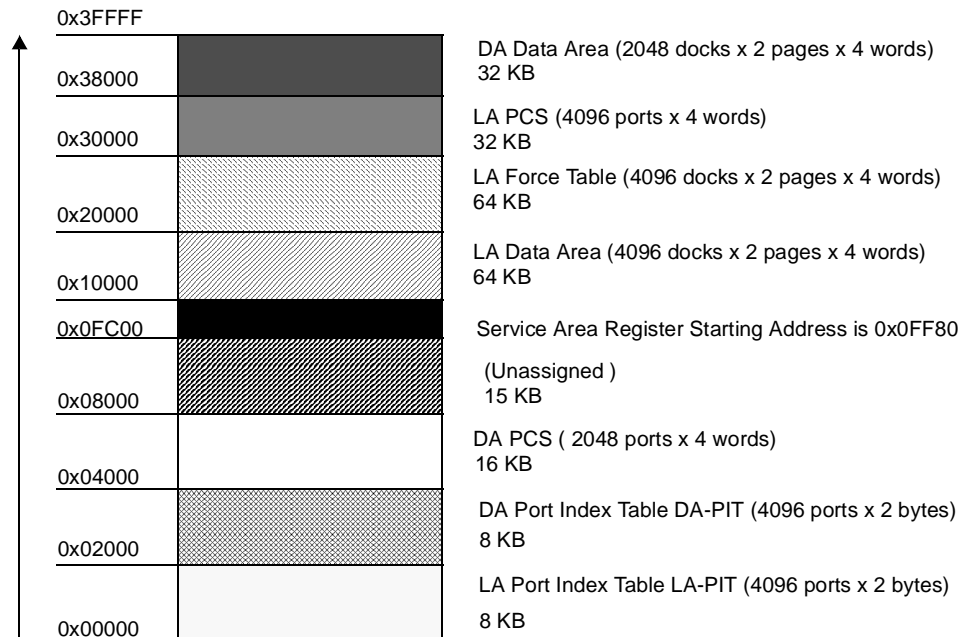 0x3FFFF
DA Data Area (2048 docks x 2 pages x 4 words)
32 KB
0x38000
LA PCS (4096 ports x 4 words)
32 KB
0x30000
LA Force Table (4096 docks x 2 pages x 4 words)
64 KB
0x20000
LA Data Area (4096 docks x 2 pages x 4 words)
64 KB
0x10000
0x0FC00
Service Area Register Starting Address is 0x0FF80
(Unassigned )
15 KB
0x08000
DA PCS ( 2048 ports x 4 words)
16 KB
0x04000
DA Port Index Table DA-PIT (4096 ports x 2 bytes)
8 KB
0x02000
LA Port Index Table LA-PIT (4096 ports x 2 bytes)
8 KB
0x00000